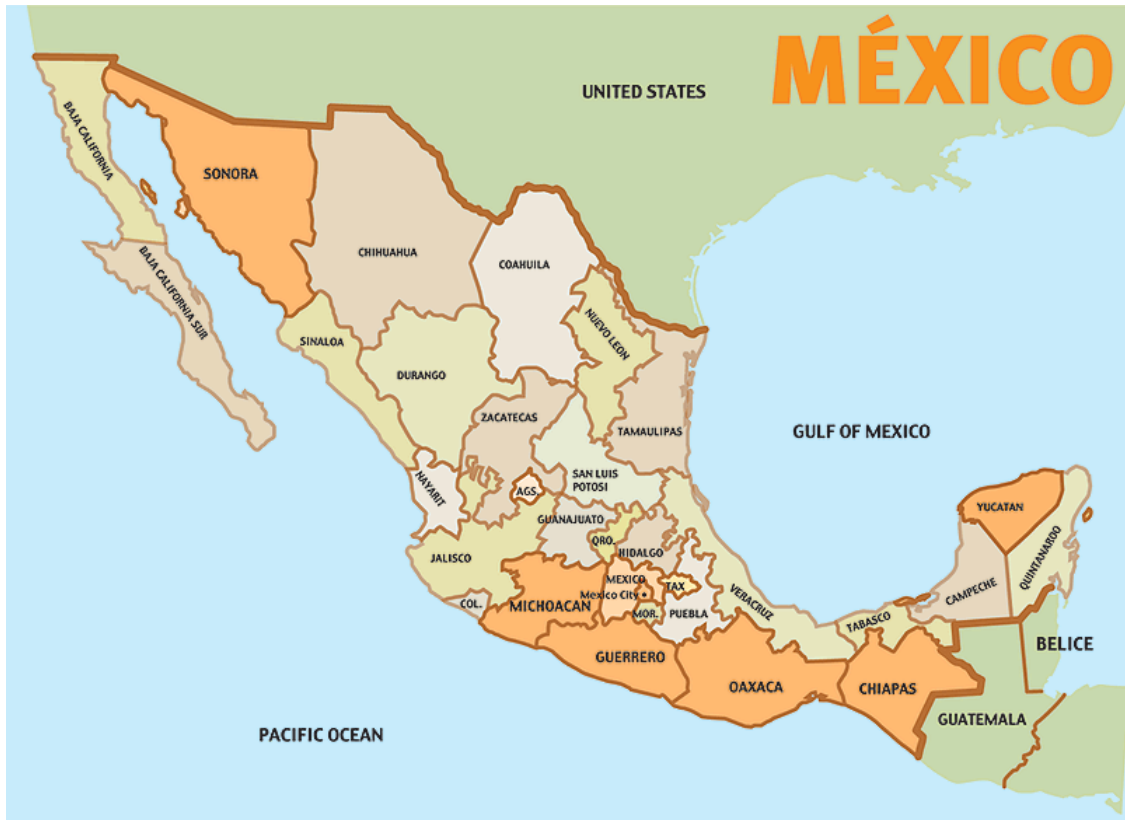 MÉXICO
UNITED STATES
BAJA CALIFORNIA
SONORA
CHIHUAHUA
COAHUILA
BAJA CALIFORNIA SUR
NUEVO LEON
SINALOA
DURANGO
ZACATECAS
TAMAULIPAS
GULF OF MEXICO
SAN LUIS
POTOSI
NAYARIT
AGS.
YUCATAN
GUANAJUATO
QRO.
HIDALGO
JALISCO
QUINTANAROO
MEXICO
TAX
CAMPECHE
Mexico City
COL.
MICHOACAN
MOR.
PUEBLA
VERACRUZ
TABASCO
BELICE
GUERRERO
OAXACA
CHIAPAS
GUATEMALA
PACIFIC OCEAN